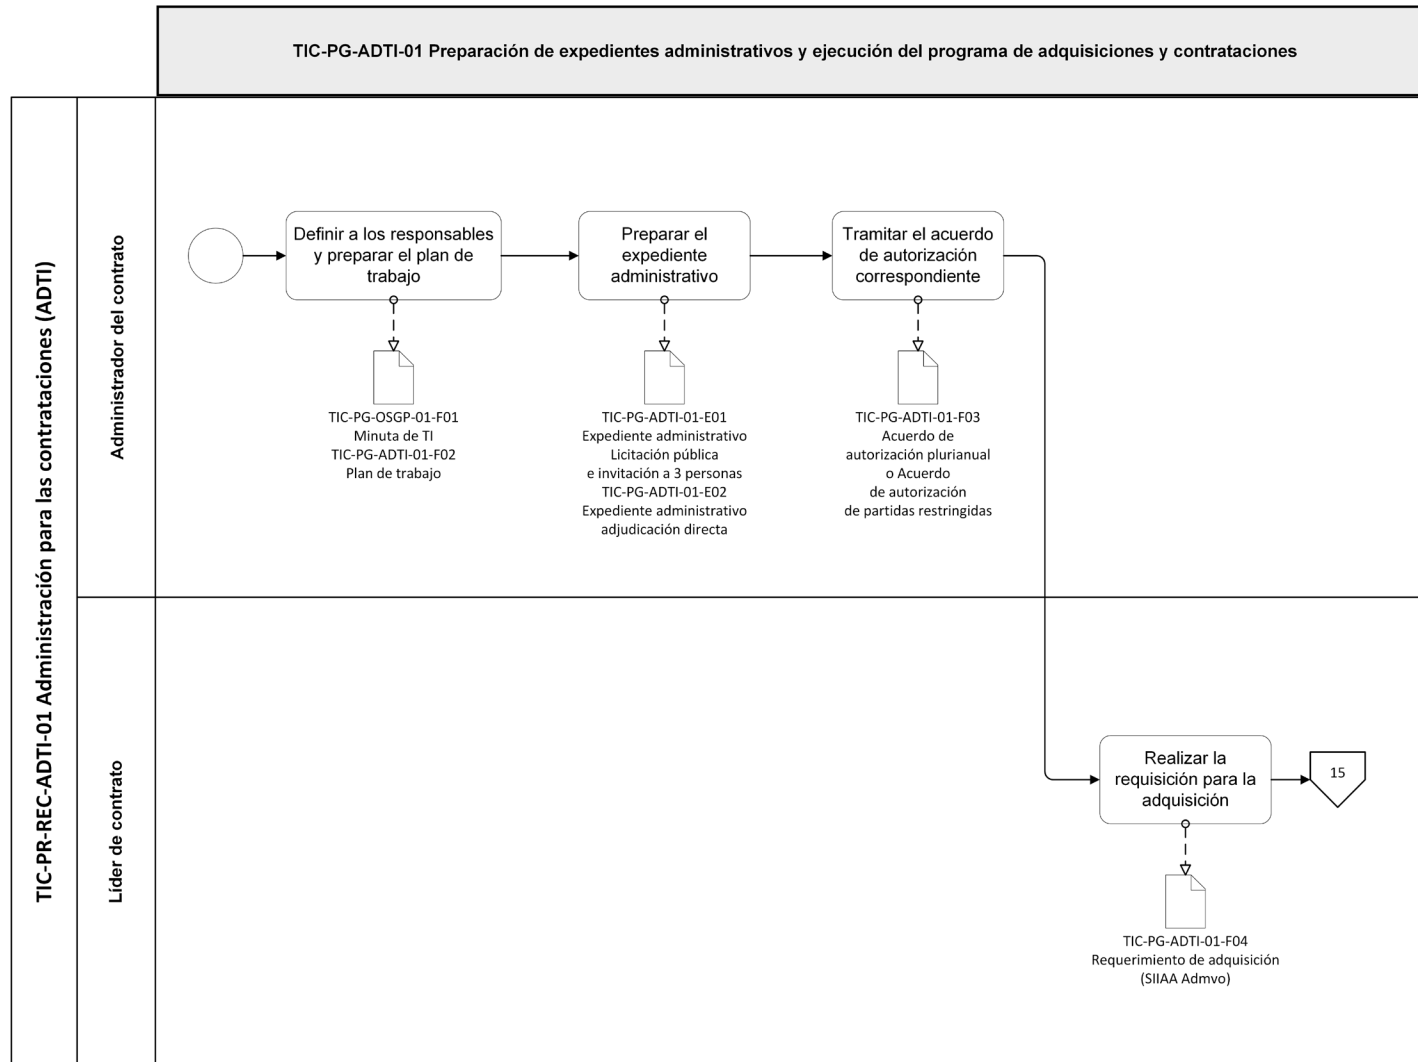 TIC-PG-ADTI-01 Preparación de expedientes administrativos y ejecución del programa de adquisiciones y contrataciones
TIC-PR-REC-ADTI-01 Administración para las contrataciones (ADTI)
Administrador del contrato
Definir a los responsables
y preparar el plan de
trabajo
Preparar el
expediente
administrativo
Tramitar el acuerdo
de autorización
correspondiente
TIC-PG-OSGP-01-F01
Minuta de TI
TIC-PG-ADTI-01-F02
Plan de trabajo
TIC-PG-ADTI-01-E01
Expediente administrativo
Licitación pública
e invitación a 3 personas
TIC-PG-ADTI-01-E02
Expediente administrativo
adjudicación directa
TIC-PG-ADTI-01-F03
Acuerdo de
autorización plurianual
o Acuerdo
de autorización
de partidas restringidas
Líder de contrato
Realizar la
requisición para la
adquisición
15
TIC-PG-ADTI-01-F04
Requerimiento de adquisición
(SIIAA Admvo)